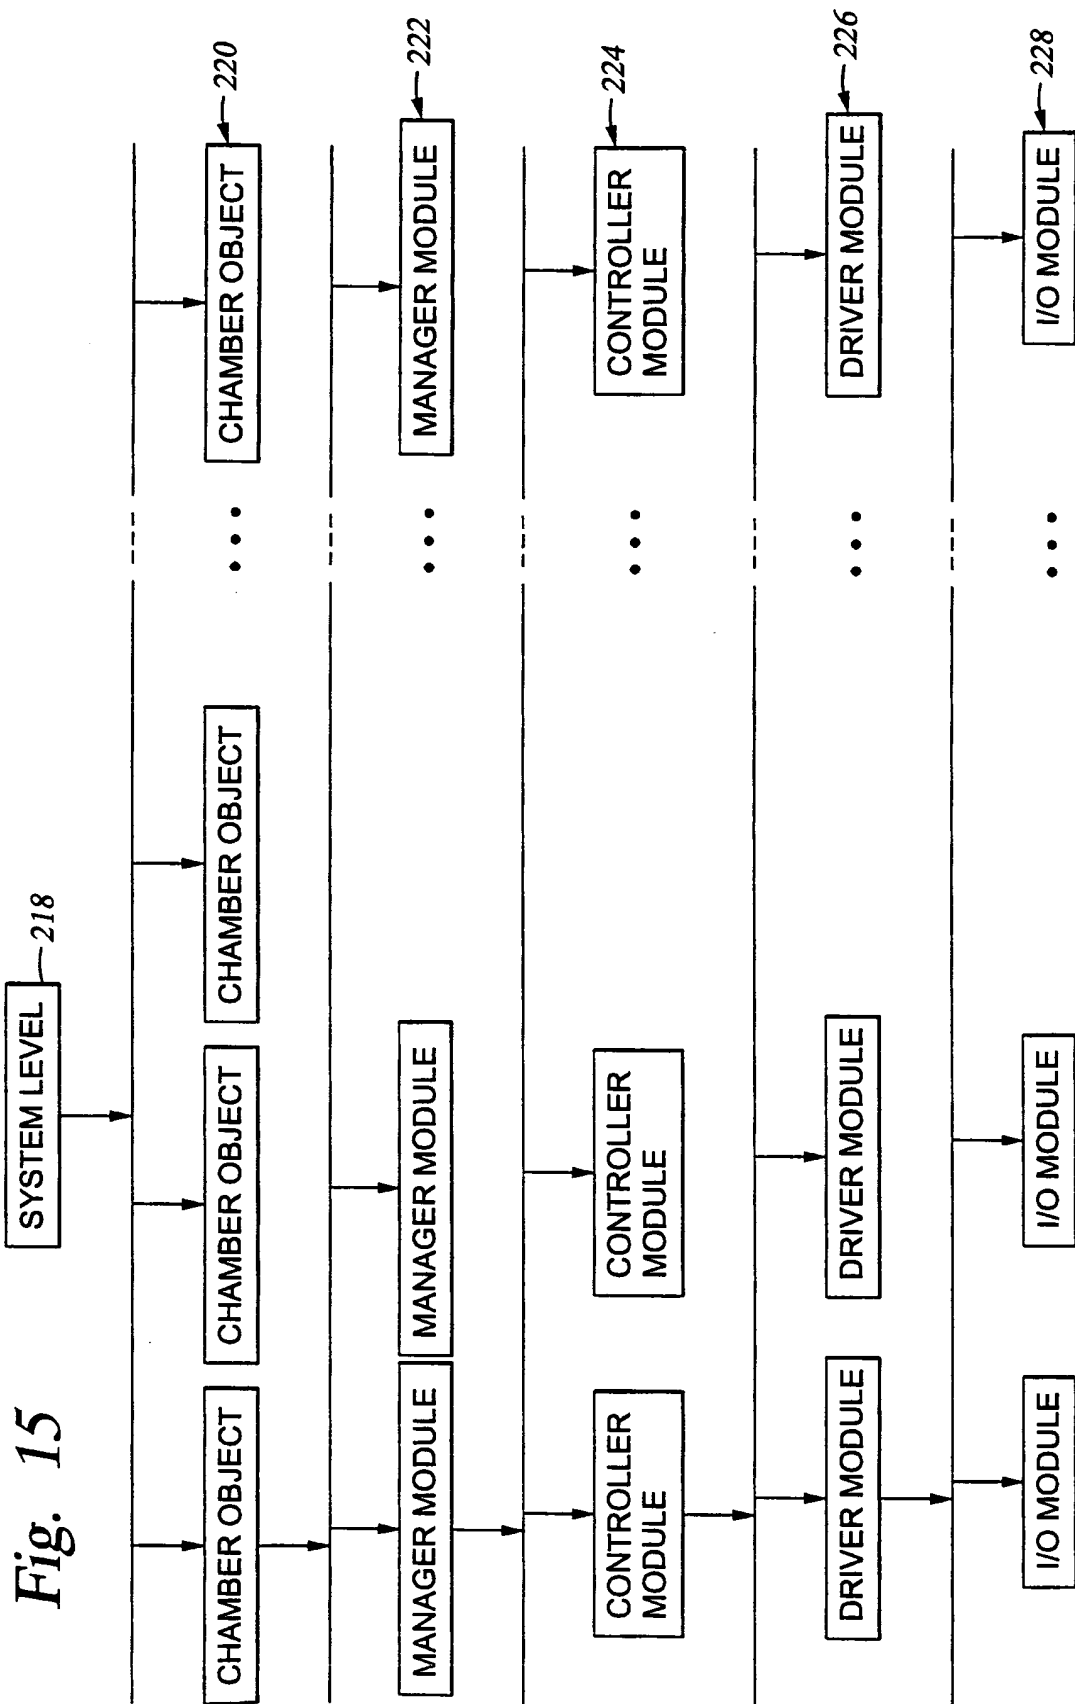 Fig. 15
SYSTEM LEVEL
218
CHAMBER OBJECT
CHAMBER OBJECT
CHAMBER OBJECT
CHAMBER OBJECT
220
MANAGER MODULE
MANAGER MODULE
MANAGER MODULE
222
CONTROLLER
MODULE
CONTROLLER
MODULE
CONTROLLER
MODULE
224
DRIVER MODULE
DRIVER MODULE
DRIVER MODULE
226
I/O MODULE
I/O MODULE
I/O MODULE
228